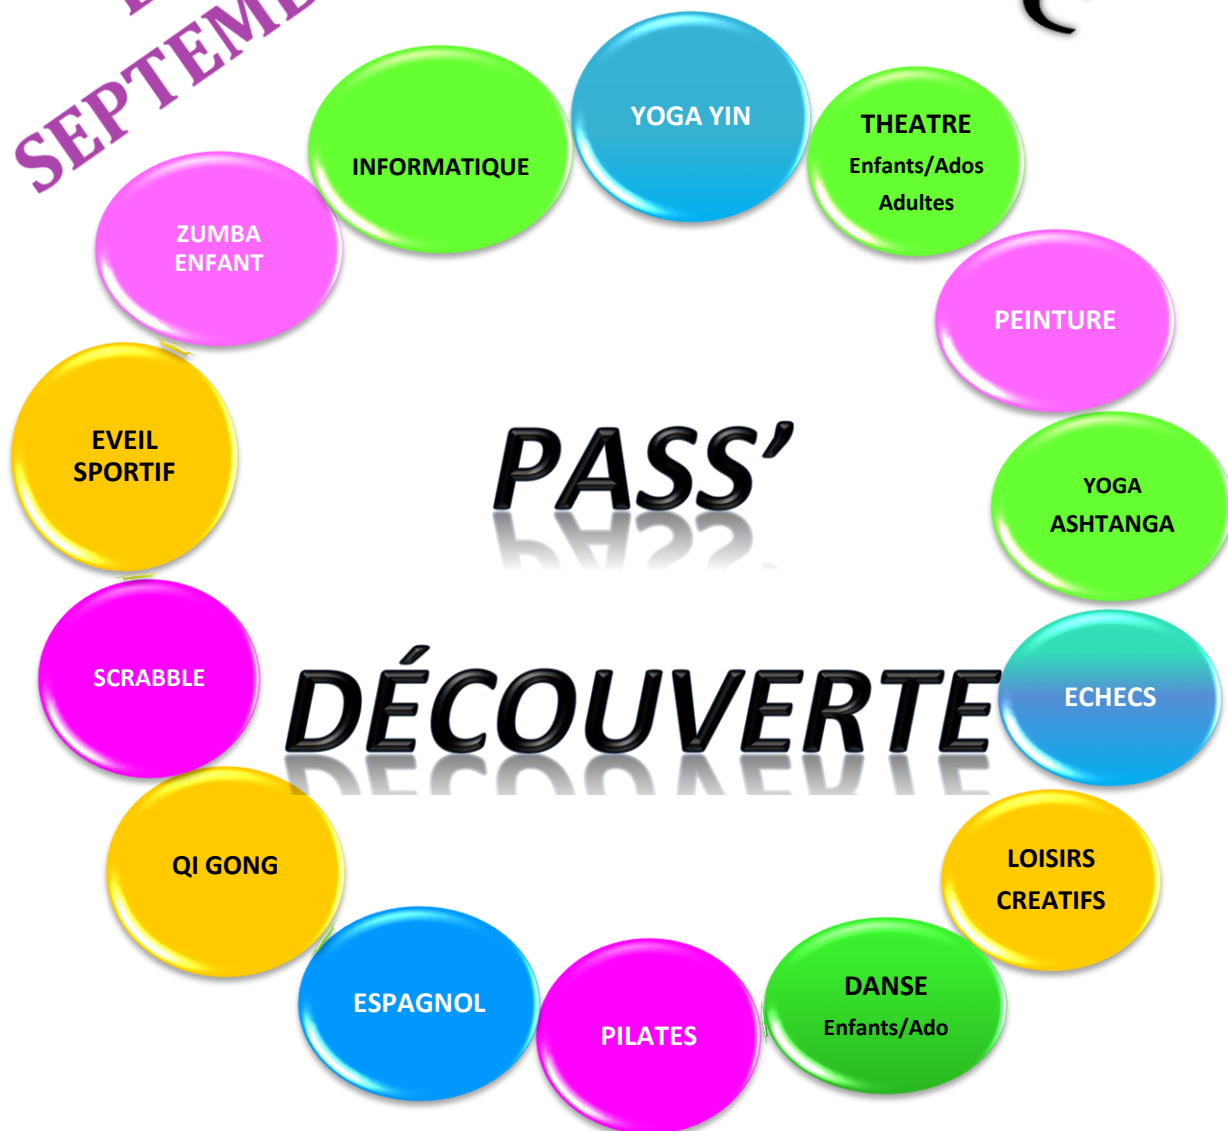 YOGA YIN
THEATRE
Enfants/Ados
Adultes
INFORMATIQUE
ZUMBA
ENFANT
PEINTURE
EVEIL
SPORTIF
PASS’
YOGA
ASHTANGA
SCRABBLE
DÉCOUVERTE
ECHECS
QI GONG
LOISIRS
CREATIFS
ESPAGNOL
PILATES
DANSE
Enfants/Ado